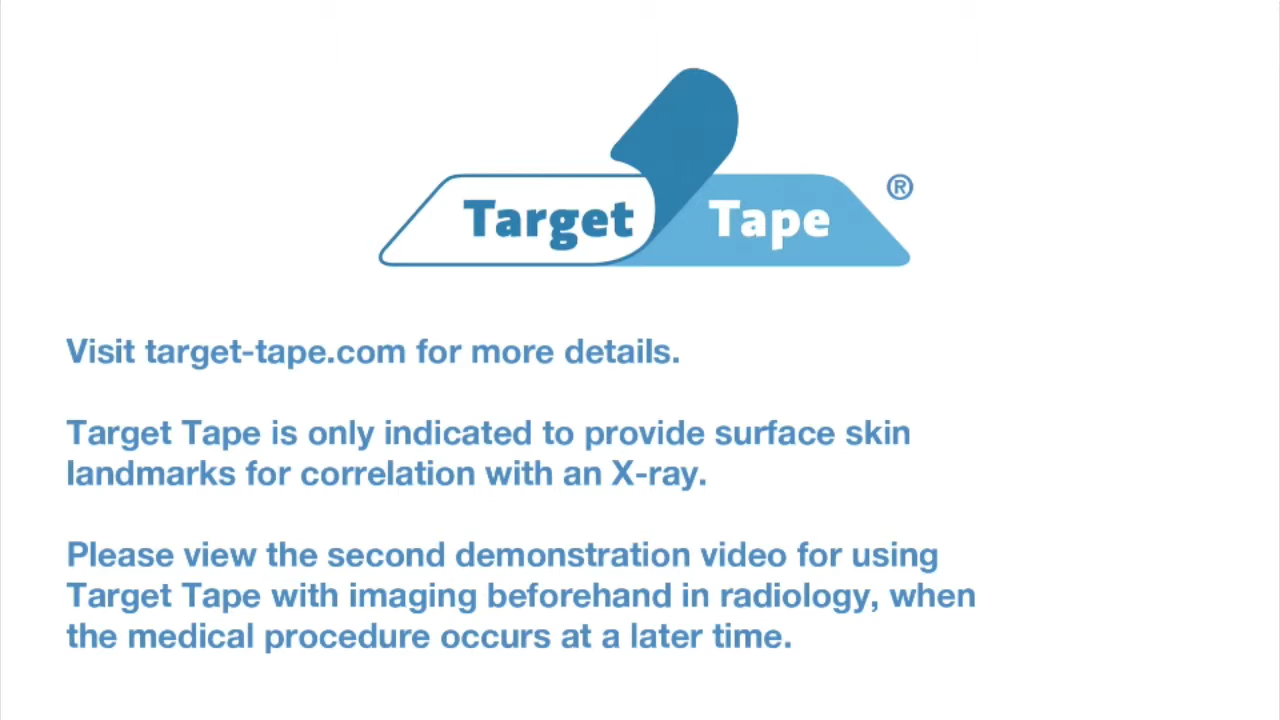 Target Tape ®
Visit target-tape.com for more details.
Target Tape is only indicated to provide surface skin
landmarks for correlation with an X-ray.
Please view the second demonstration video for using
Target Tape with imaging beforehand in radiology, when
the medical procedure occurs at a later time.